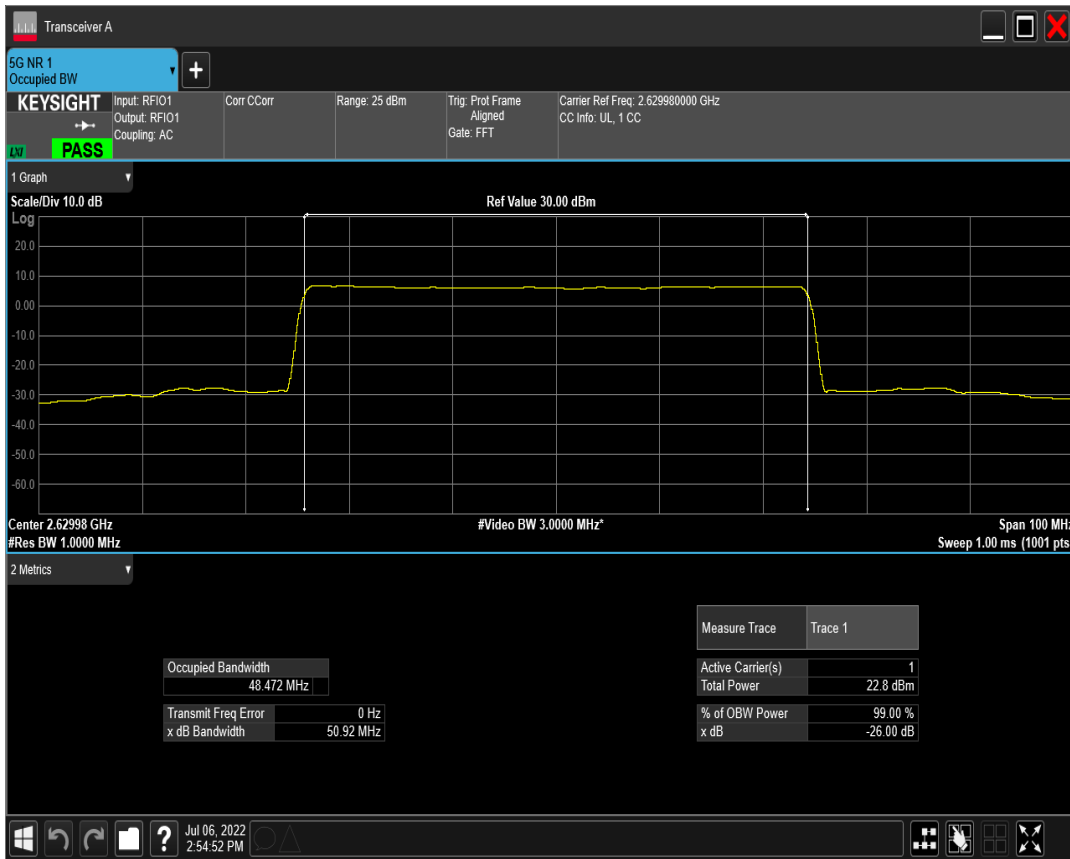 Transceiver A
5G NR 1
Occupied BW
KEYSIGHT
LXI
PASS
Input: RFIO1
Output: RFIO1
Coupling: AC
Corr CCorr
Range: 25 dBm
Trig: Prot Frame
Aligned
Gate: FFT
Carrier Ref Freq: 2.629980000 GHz
CC Info: UL, 1 CC
1 Graph
Scale/Div 10.0 dB
Ref Value 30.00 dBm
Log
20.0
10.0
0.00
-10.0
-20.0
-30.0
-40.0
-50.0
-60.0
Center 2.62998 GHz
#Video BW 3.0000 MHz*
Span 100 MHz
#Res BW 1.0000 MHz
Sweep 1.00 ms (1001 pts
2 Metrics
Measure Trace Trace 1
Occupied Bandwidth
48.472 MHz
Active Carrier(s) 1
Total Power 22.8 dBm
Transmit Freq Error 0 Hz
x dB Bandwidth 50.92 MHz
% of OBW Power 99.00 %
x dB -26.00 dB
?
Jul 06, 2022
2:54:52 PM